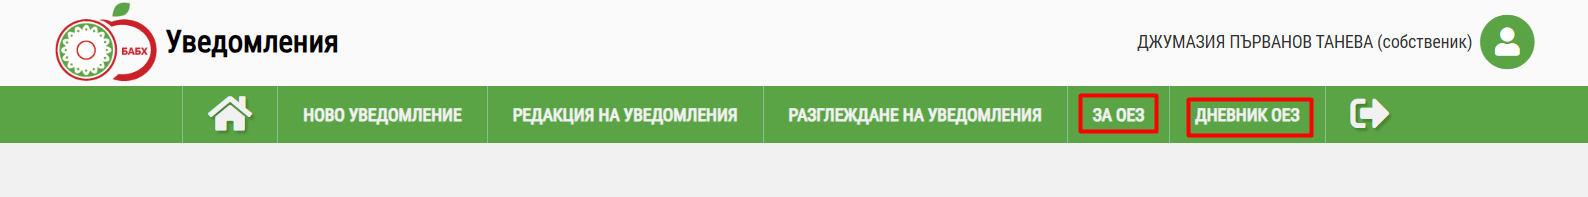 БАБХ
Уведомления
ДЖУМАЗИЯ ПЪРВАНОВ ТАНЕВА (собственик)
НОВО УВЕДОМЛЕНИЕ
РЕДАКЦИЯ НА УВЕДОМЛЕНИЯ
РАЗГЛЕЖДАНЕ НА УВЕДОМЛЕНИЯ
ЗА ОЕЗ
ДНЕВНИК ОЕЗ